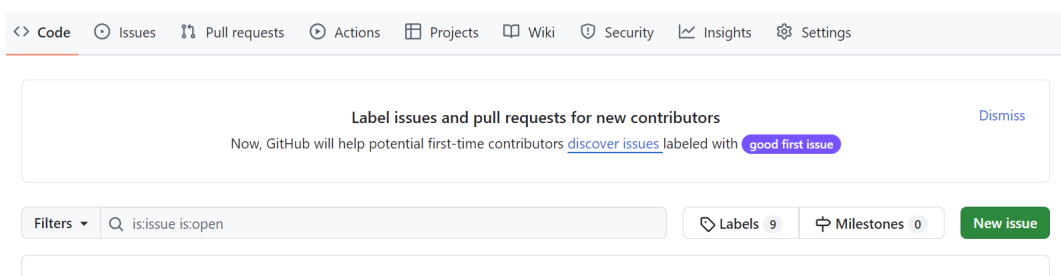 Code Issues Pull requests Actions Projects Wiki Security Insights Settings
Label issues and pull requests for new contributors
Dismiss
Now, GitHub will help potential first-time contributors discover issues labeled with good first issue
Filters is:issue is:open Labels 9 Milestones 0 New issue